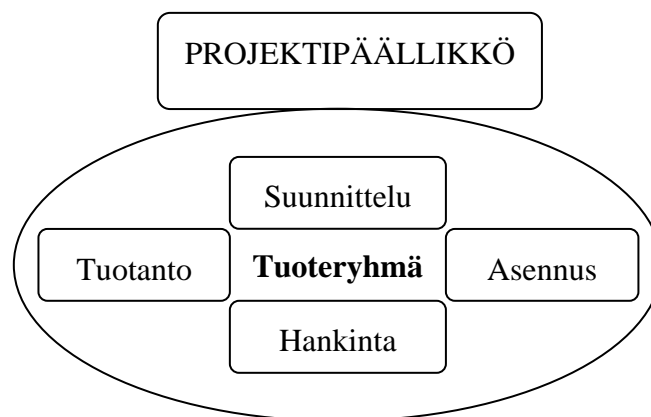 PROJEKTIPÄÄLLIKKÖ
Suunnittelu
Tuotanto
Tuoteryhmä
Asennus
Hankinta